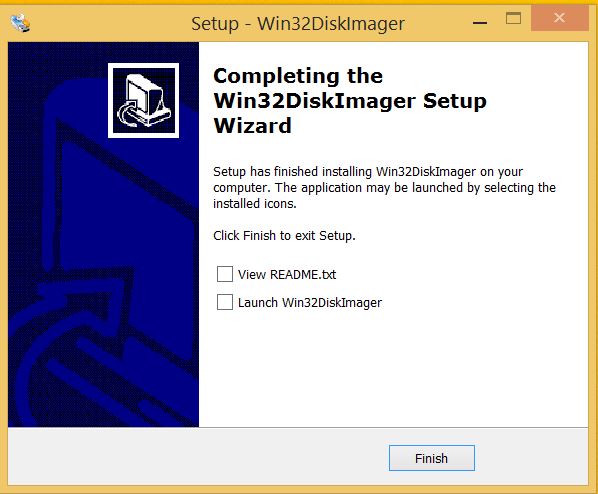 Setup - Win32DiskImager
Completing the
Win32DiskImager Setup
Wizard
Setup has finished installing Win32DiskImager on your
computer. The application may be launched by selecting the
installed icons.
Click Finish to exit Setup.
View README.txt
Launch Win32DiskImager
Finish